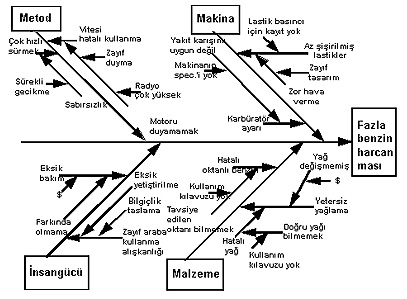 Metod
Vitesi
hatalı kullanma
Çok hızlı
sürmek
Zayıf
duyma
Sürekli
gecikme
Sabırsızlık
Radyo
çok yüksek
Motoru
duyamamak
Makina
Lastik basıncı
için kayıt yok
Yakıt karışımı
uygun değil
Az şişirilmiş
lastikler
Makinanın
spec.'i yok
Zayıf
tasarım
Zor hava
verme
Karbüratör
ayarı
Fazla
benzin
harcan
ması
Eksik
bakım
$
Eksik
yetiştirilme
Farkında
olmama
Bilgiçlik
taslama
Zayıf araba
kullanma
alışkanlığı
İnsangücü
Hatalı
oktanlı benzin
Kullanım
kılavuzu yok
Tavsiye
edilen
oktanı bilmemek
Hatalı
yağ
Yağ
değişmemiş
$
Yetersiz
yağlama
Doğru yağı
bilmemek
Kullanım
kılavuzu yok
Malzeme